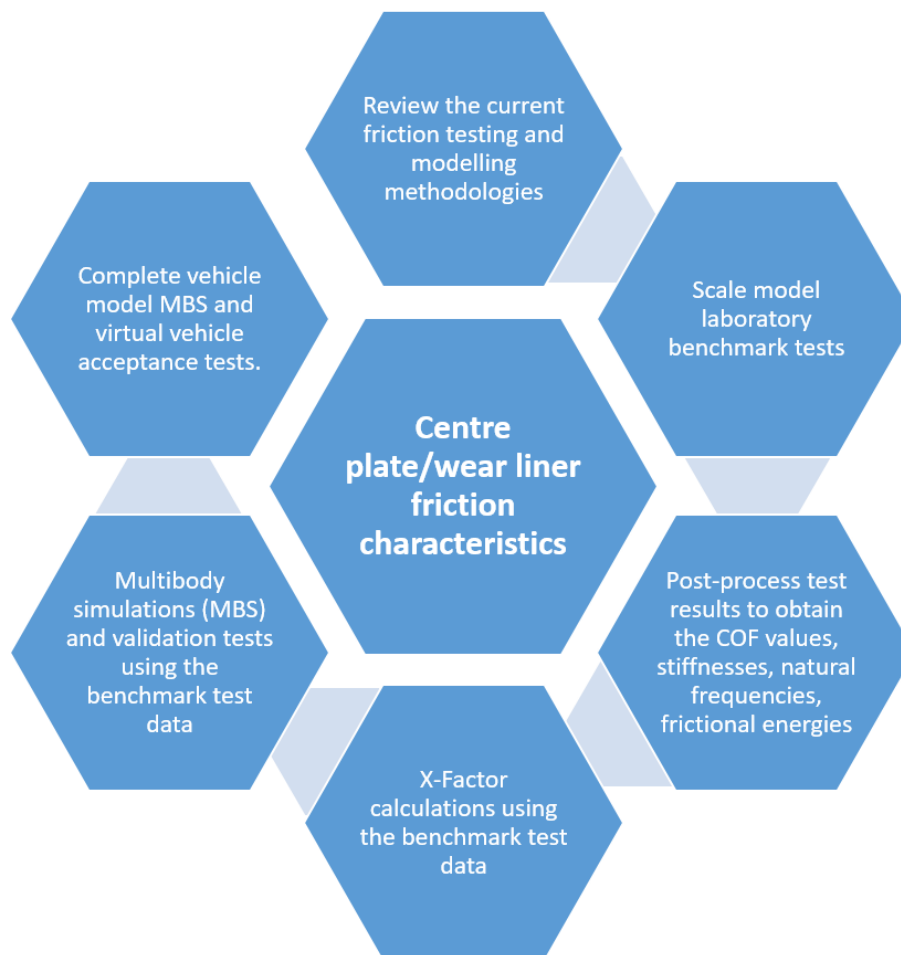 Review the current
friction testing and
modelling
methodologies
Scale model
laboratory
benchmark tests
Post-process test
results to obtain
the COF values,
stiffnesses, natural
frequencies,
frictional energies
X-Factor
calculations using
the benchmark test
data
Multibody
simulations (MBS)
and validation tests
using the
benchmark test
data
Complete vehicle
model MBS and
virtual vehicle
acceptance tests.
Centre
plate/wear liner
friction
characteristics